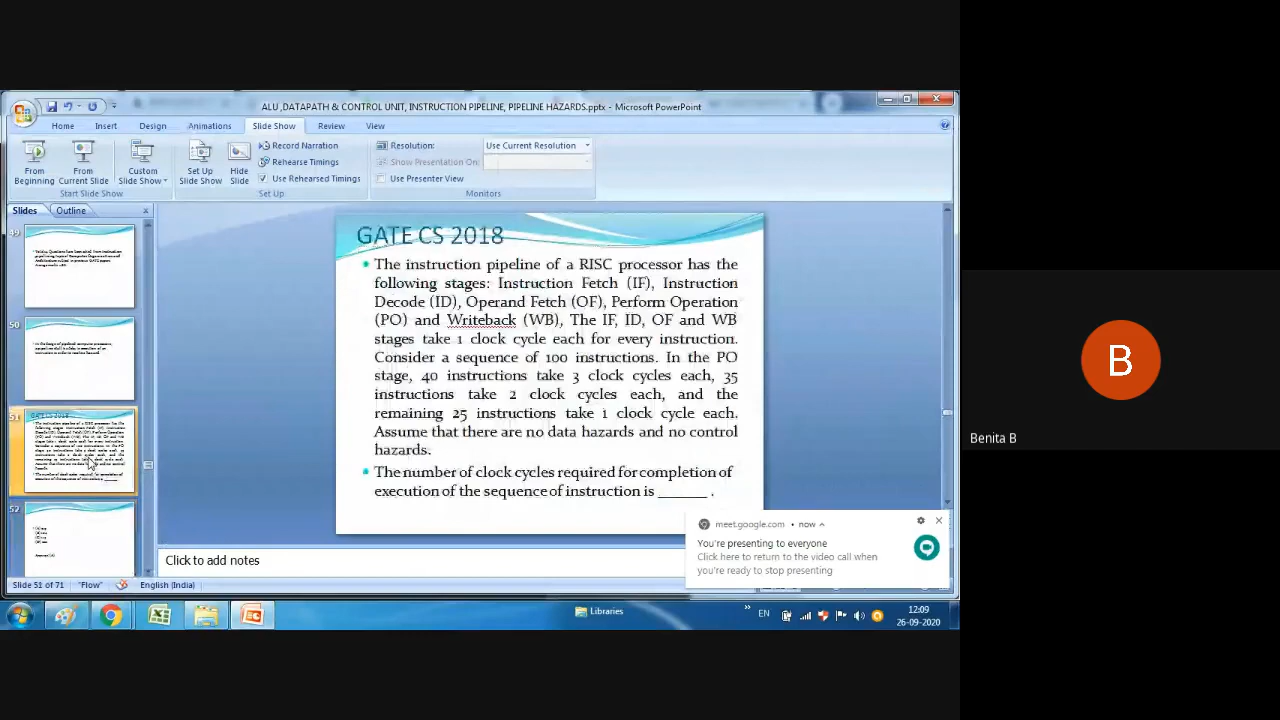 ALU ,DATAPATH & CONTROL UNIT, INSTRUCTION PIPELINE, PIPELINE HAZARDS.pptx - Microsoft PowerPoint
Home Insert Design Animations Slide Show Review View
From Beginning
From Current Slide
Custom Slide Show
Start Slide Show
Set Up Slide Show
Hide Slide
Record Narration
Rehearse Timings
Use Rehearsed Timings
Set Up
Resolution: Use Current Resolution
Show Presentation On:
Use Presenter View
Monitors
Slides Outline
49
50
51
52
GATE CS 2018
The instruction pipeline of a RISC processor has the
following stages: Instruction Fetch (IF), Instruction
Decode (ID), Operand Fetch (OF), Perform Operation
(PO) and Writeback (WB), The IF, ID, OF and WB
stages take 1 clock cycle each for every instruction.
Consider a sequence of 100 instructions. In the PO
stage, 40 instructions take 3 clock cycles each, 35
instructions take 2 clock cycles each, and the
remaining 25 instructions take 1 clock cycle each.
Assume that there are no data hazards and no control
hazards.
The number of clock cycles required for completion of
execution of the sequence of instruction is ______ .
Click to add notes
meet.google.com • now
You're presenting to everyone
Click here to return to the video call when
you're ready to stop presenting
Slide 51 of 71 "Flow" English (India)
Libraries
EN
12:09
26-09-2020
B
Benita B